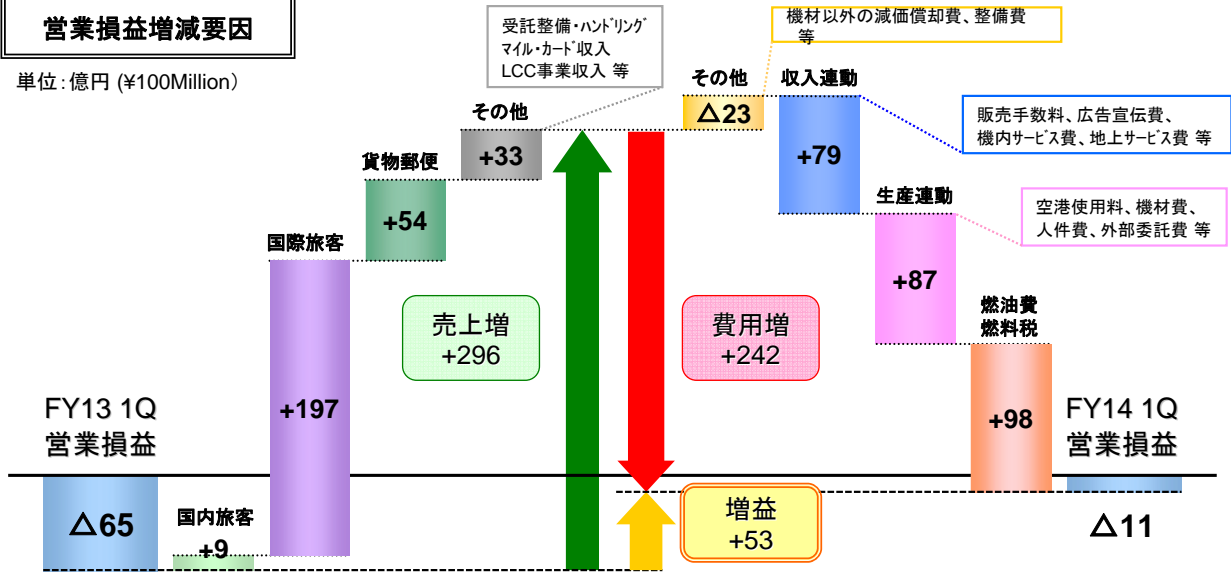 営業損益増減要因
単位：億円 (¥100Million）
受託整備・ハンドリング
マイル・カード収入
LCC事業収入 等
機材以外の減価償却費、整備費
等
その他
+33
その他
△23
収入連動
+79
販売手数料、広告宣伝費、
機内サービス費、地上サービス費 等
貨物郵便
+54
生産連動
+87
空港使用料、機材費、
人件費、外部委託費 等
国際旅客
+197
売上増
+296
費用増
+242
燃油費
燃料税
+98
FY13 1Q
営業損益
△65
国内旅客
+9
増益
+53
FY14 1Q
営業損益
△11